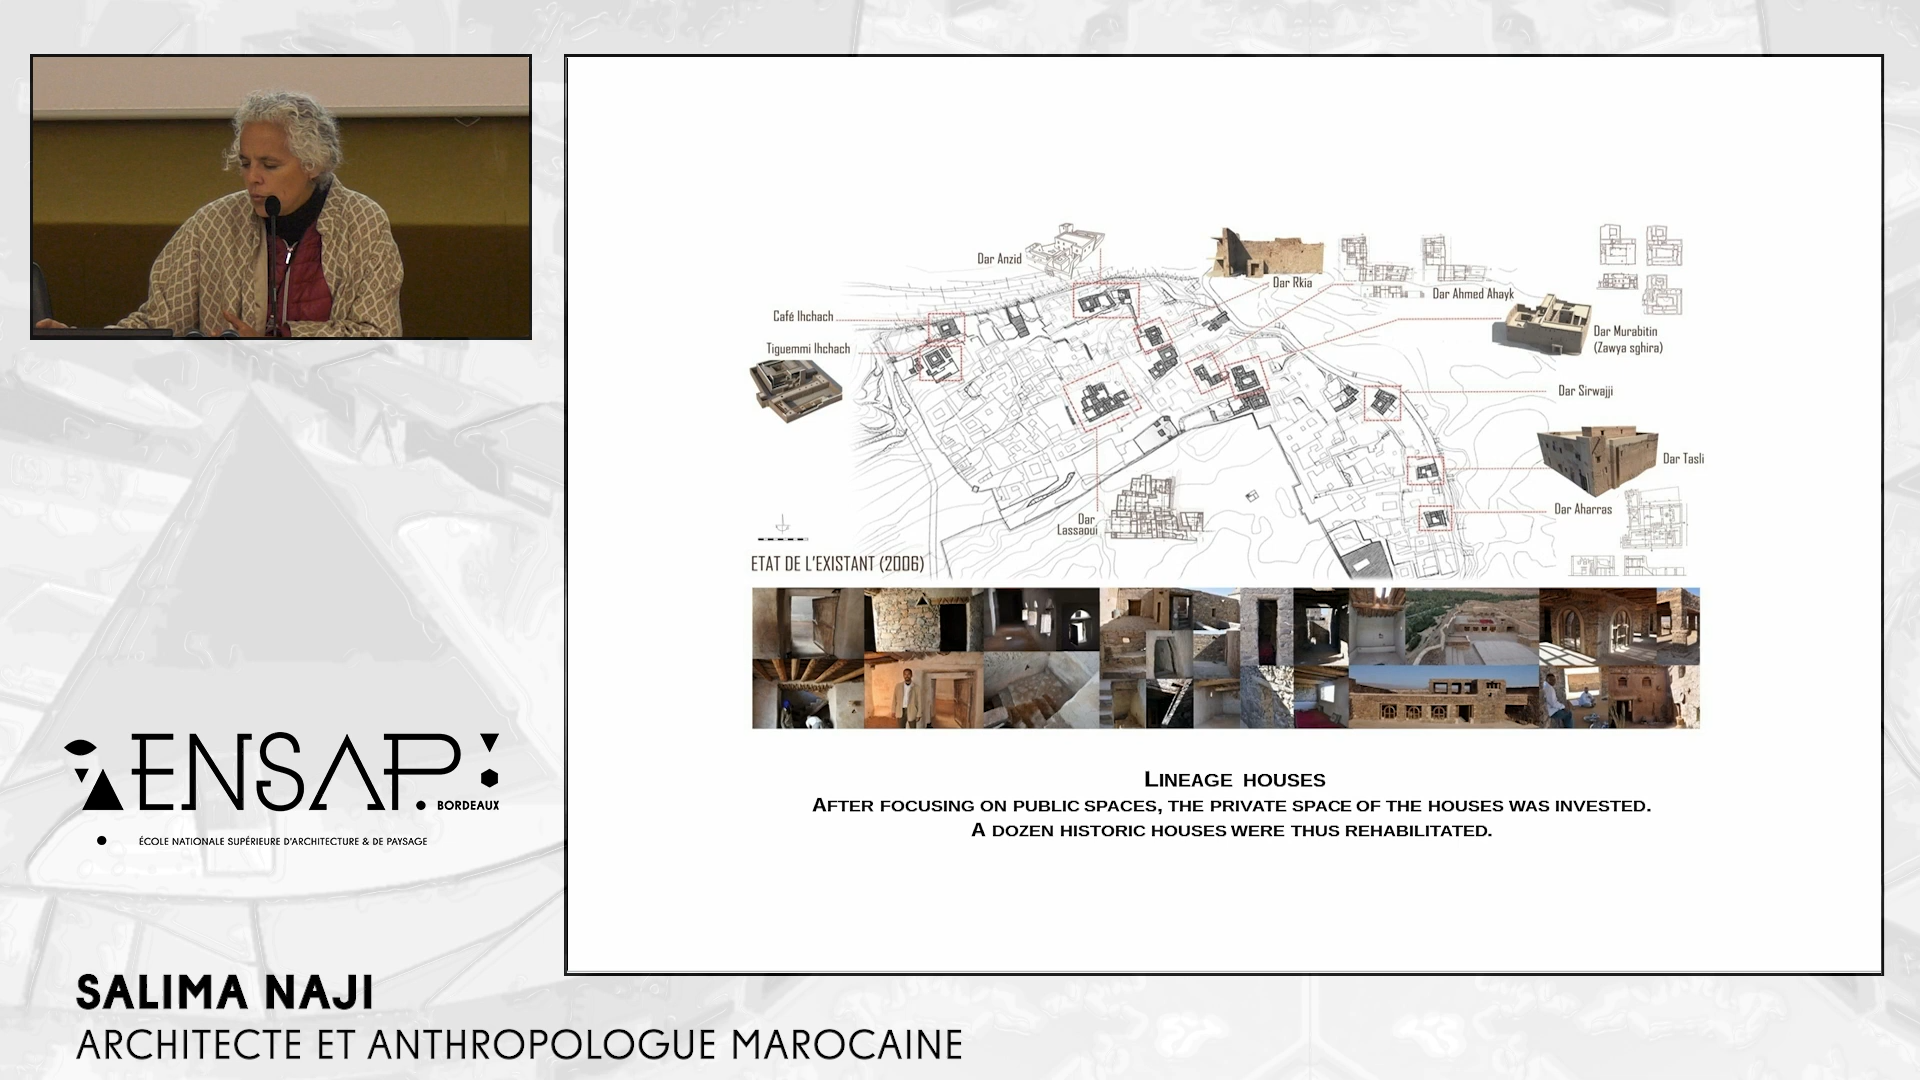 Dar Anzid
Dar Rkia
Dar Ahmed Ahayk
Café Ihchach
Dar Murabitin
(Zawya sghira)
Tiguemmi Ihchach
Dar Sirwajji
Dar Tasli
Dar Aharras
Dar
Lassaoui
ETAT DE L'EXISTANT (2006)
LINEAGE HOUSES
AFTER FOCUSING ON PUBLIC SPACES, THE PRIVATE SPACE OF THE HOUSES WAS INVESTED.
A DOZEN HISTORIC HOUSES WERE THUS REHABILITATED.
ENSAP.
BORDEAUX
ÉCOLE NATIONALE SUPÉRIEURE D'ARCHITECTURE & DE PAYSAGE
SALIMA NAJI
ARCHITECTE ET ANTHROPOLOGUE MAROCAINE